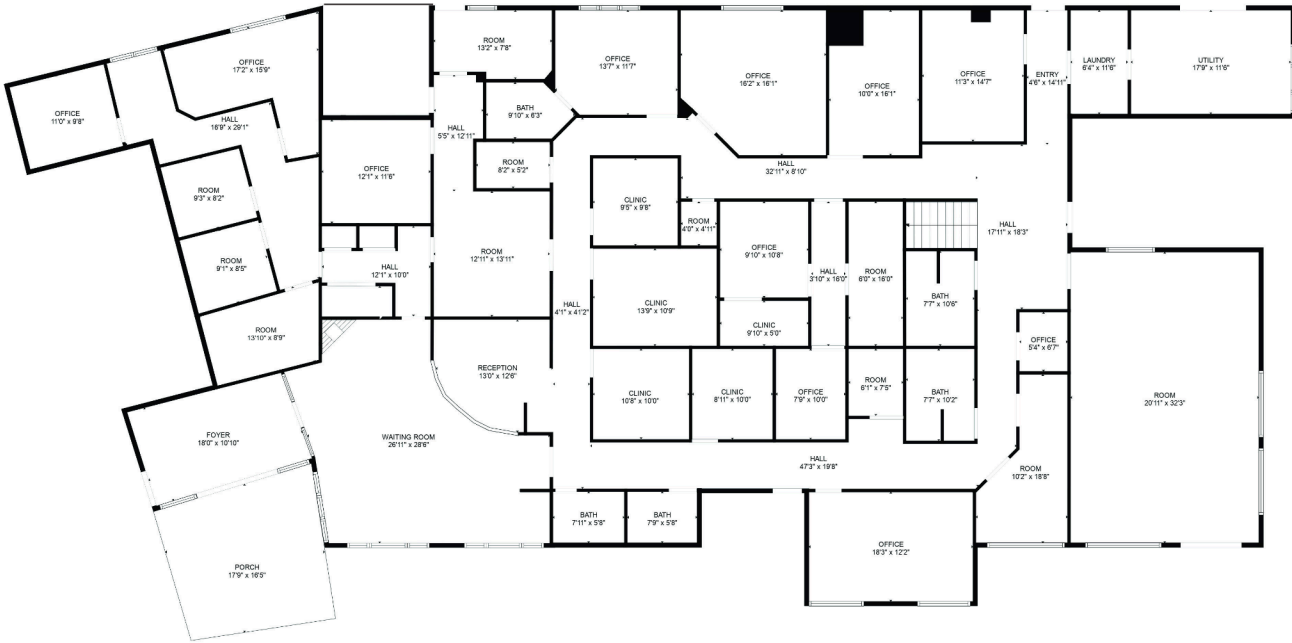 OFFICE
11'0" x 9'8"
OFFICE
17'2" x 15'9"
HALL
16'9" x 29'1"
ROOM
9'3" x 8'2"
ROOM
9'1" x 8'5"
ROOM
13'10" x 8'9"
FOYER
18'0" x 10'10"
PORCH
17'9" x 16'5"
OFFICE
12'1" x 11'6"
HALL
12'1" x 10'0"
WAITING ROOM
26'11" x 28'6"
ROOM
13'2" x 7'8"
HALL
5'5" x 12'11"
BATH
9'10" x 6'3"
ROOM
8'2" x 5'2"
ROOM
12'11" x 13'11"
RECEPTION
13'0" x 12'6"
HALL
4'1" x 41'2"
BATH
7'11" x 5'8"
BATH
7'9" x 5'8"
OFFICE
13'7" x 11'7"
OFFICE
16'2" x 16'1"
OFFICE
10'0" x 16'1"
OFFICE
11'3" x 14'7"
ENTRY
4'6" x 14'11"
LAUNDRY
6'4" x 11'6"
UTILITY
17'9" x 11'6"
HALL
32'11" x 8'10"
CLINIC
9'5" x 9'8"
ROOM
4'0" x 4'11"
OFFICE
9'10" x 10'8"
HALL
3'10" x 16'0"
ROOM
6'0" x 16'0"
HALL
17'11" x 18'3"
BATH
7'7" x 10'6"
CLINIC
13'9" x 10'9"
CLINIC
9'10" x 5'0"
OFFICE
5'4" x 6'7"
CLINIC
10'8" x 10'0"
CLINIC
8'11" x 10'0"
OFFICE
7'9" x 10'0"
ROOM
6'1" x 7'5"
BATH
7'7" x 10'2"
ROOM
20'11" x 32'3"
HALL
47'3" x 19'8"
ROOM
10'2" x 18'8"
OFFICE
18'3" x 12'2"